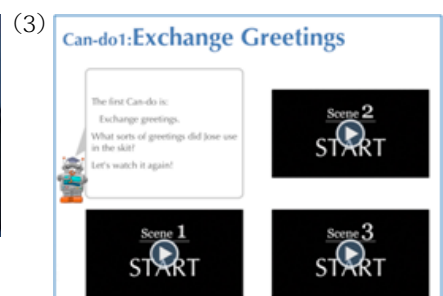 (3)
Can-do1:Exchange Greetings
The first Can-do is:
Exchange greetings.
What sorts of greetings did Jose use
in the skit?
Let's watch it again!
Scene 2
START
Scene 1
START
Scene 3
START